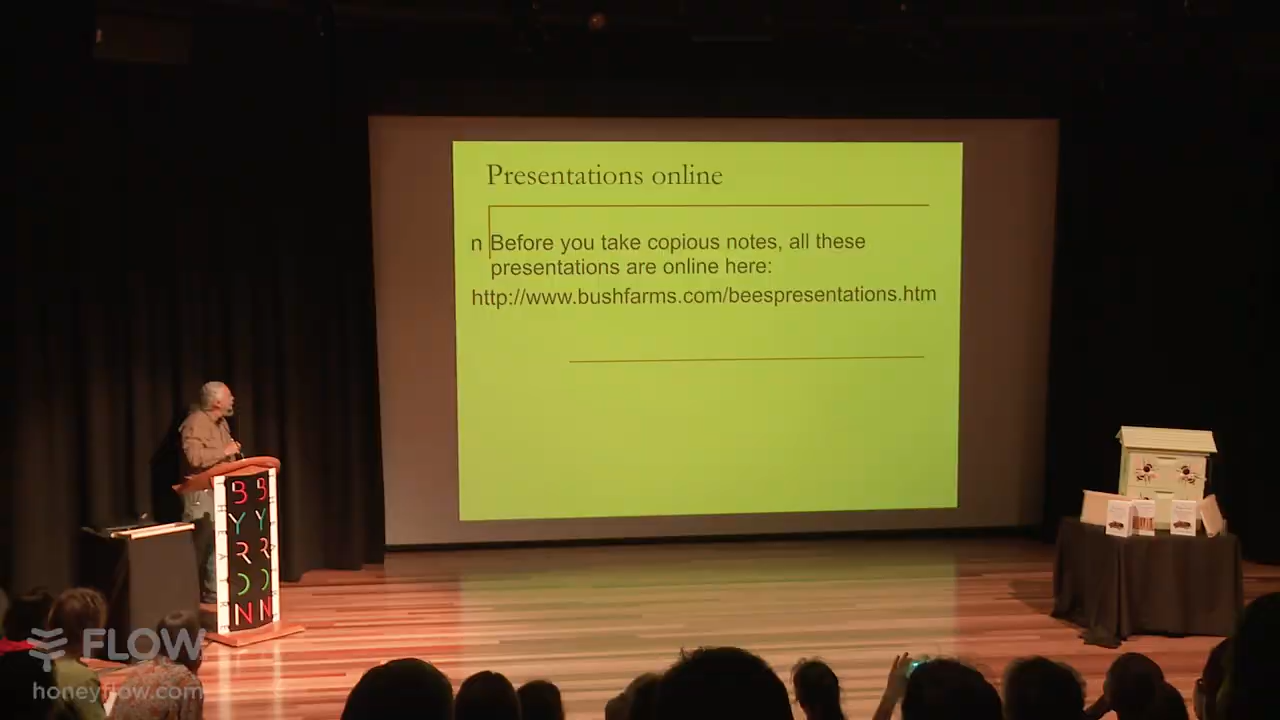 Presentations online
n Before you take copious notes, all these
presentations are online here:
http://www.bushfarms.com/beespresentations.htm
BYRON
BYRON
THEATRE
FLOW
honeyflow.com